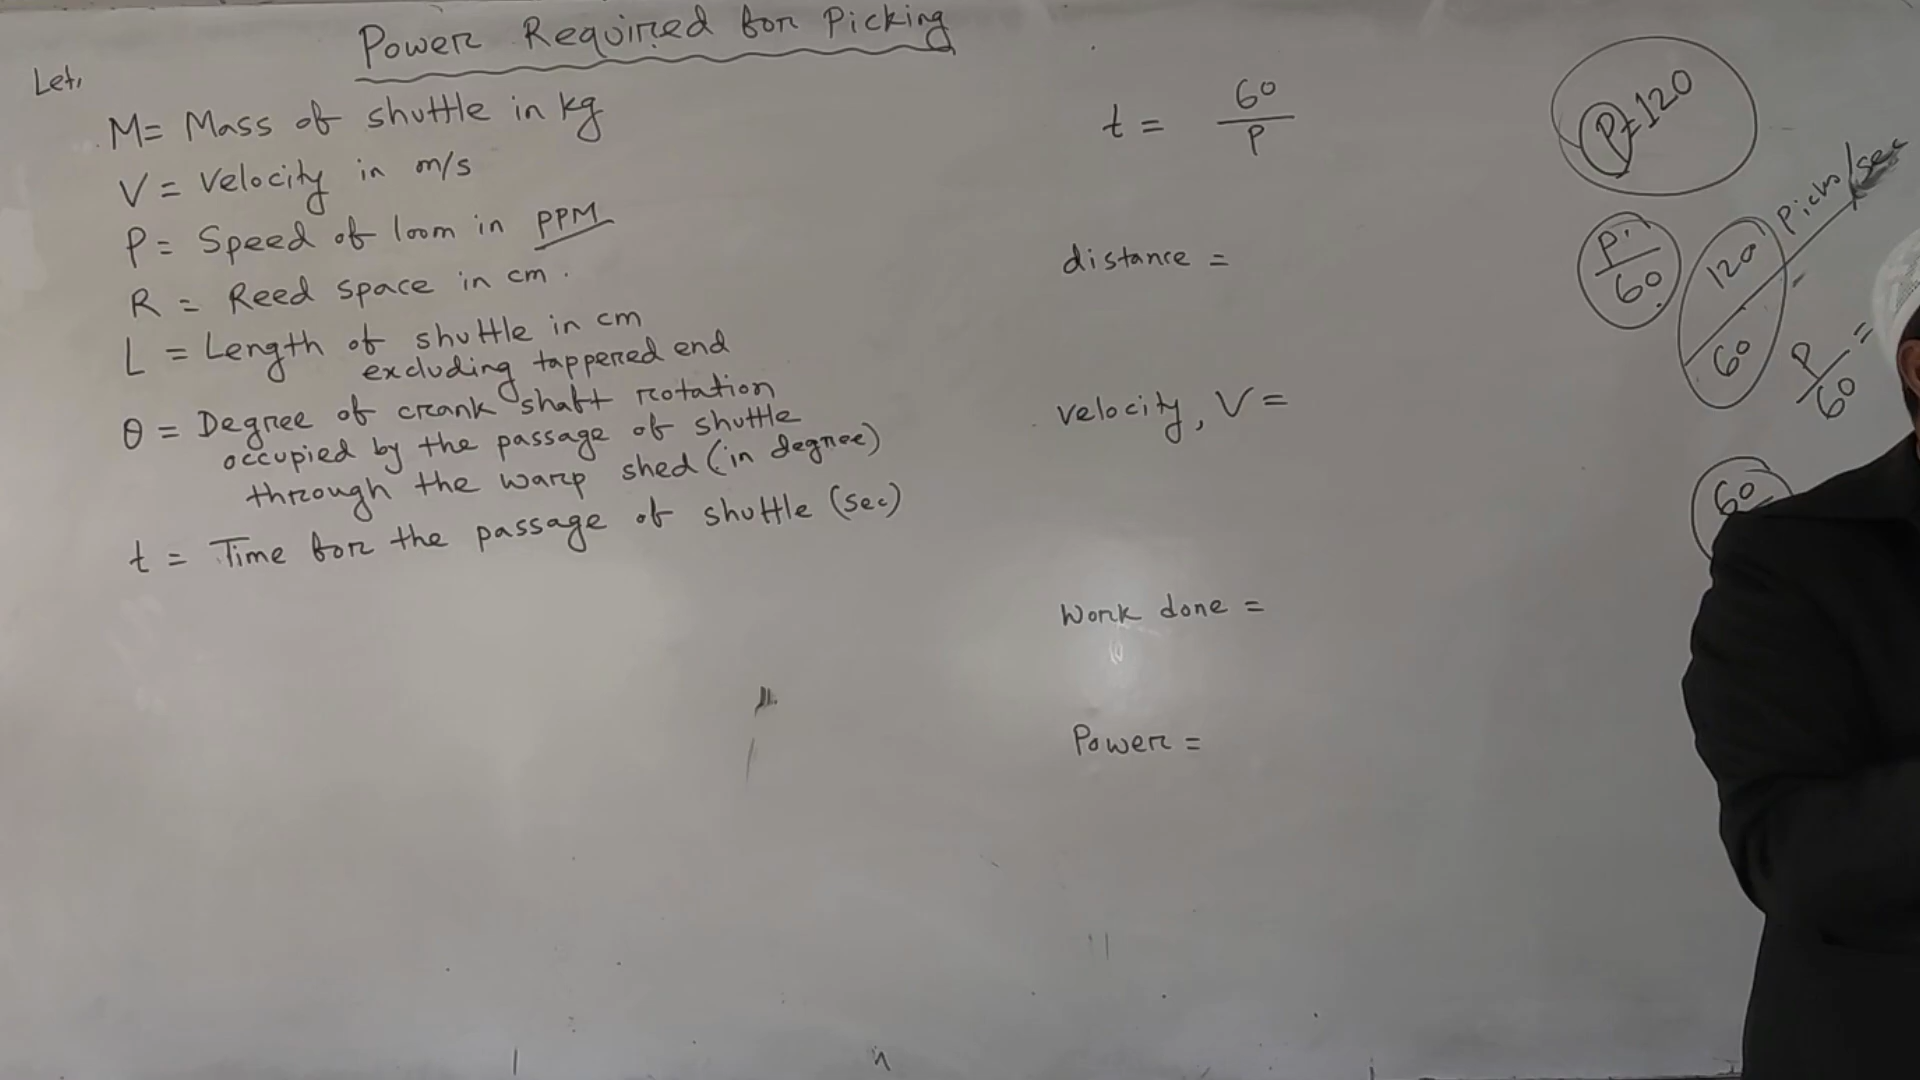 Power Required for Picking
Let,
M = Mass of shuttle in kg
V = Velocity in m/s
P = Speed of loom in PPM
R = Reed space in cm.
L = Length of shuttle in cm
excluding tappered end
θ = Degree of crank shaft rotation
occupied by the passage of shuttle
through the warp shed (in degree)
t = Time for the passage of shuttle (sec)
t = 60/P
distance =
velocity, V =
Work done =
Power =
P=120
P/60
120/60
Picks/sec
P/60 =
60